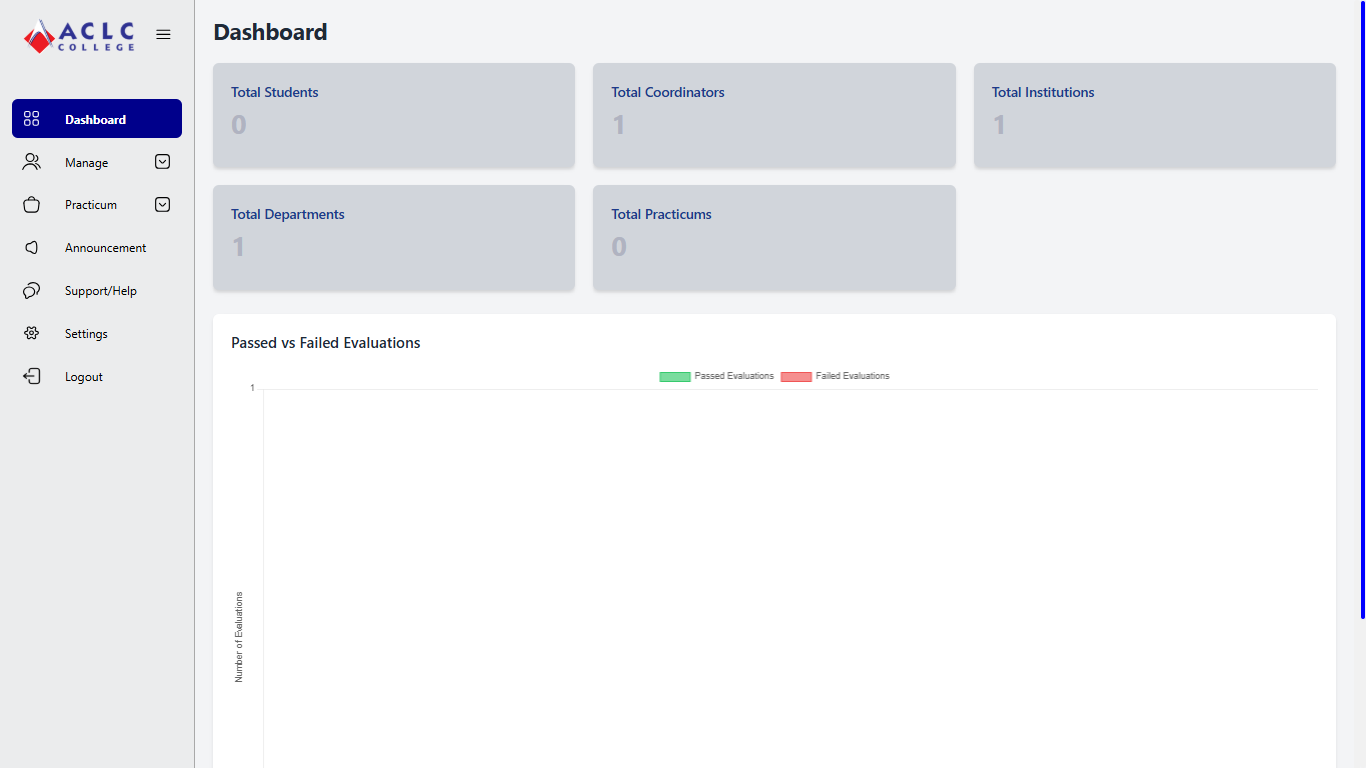 ACLC
COLLEGE
Dashboard
Manage
Practicum
Announcement
Support/Help
Settings
Logout
Dashboard
Total Students
0
Total Coordinators
1
Total Institutions
1
Total Departments
1
Total Practicums
0
Passed vs Failed Evaluations
Passed Evaluations
Failed Evaluations
1
Number of Evaluations